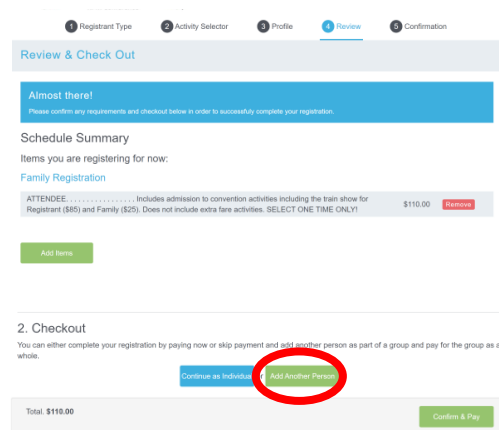 1 Registrant Type 2 Activity Selector 3 Profile 4 Review 5 Confirmation
Review & Check Out
Almost there!
Please confirm any requirements and checkout below in order to successfuly complete your registration.
Schedule Summary
Items you are registering for now:
Family Registration
ATTENDEE. . . . . . . . . . . . . . . . Includes admission to convention activities including the train show for
Registrant ($85) and Family ($25). Does not include extra fare activities. SELECT ONE TIME ONLY!
$110.00 Remove
Add Items
2. Checkout
You can either complete your registration by paying now or skip payment and add another person as part of a group and pay for the group as a
whole.
Continue as Individual or Add Another Person
Total. $110.00
Confirm & Pay